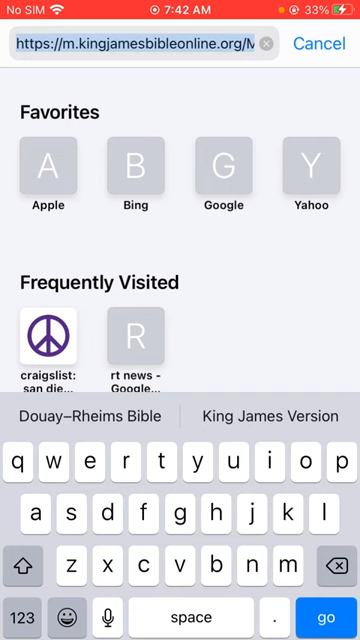 No SIM 7:42 AM 33%
https://m.kingjamesbibleonline.org/M Cancel
Favorites
A B G Y
Apple Bing Google Yahoo
Frequently Visited
R
craigslist: rt news -
san die... Google...
Douay–Rheims Bible King James Version
q w e r t y u i o p
a s d f g h j k l
z x c v b n m
123 space . go